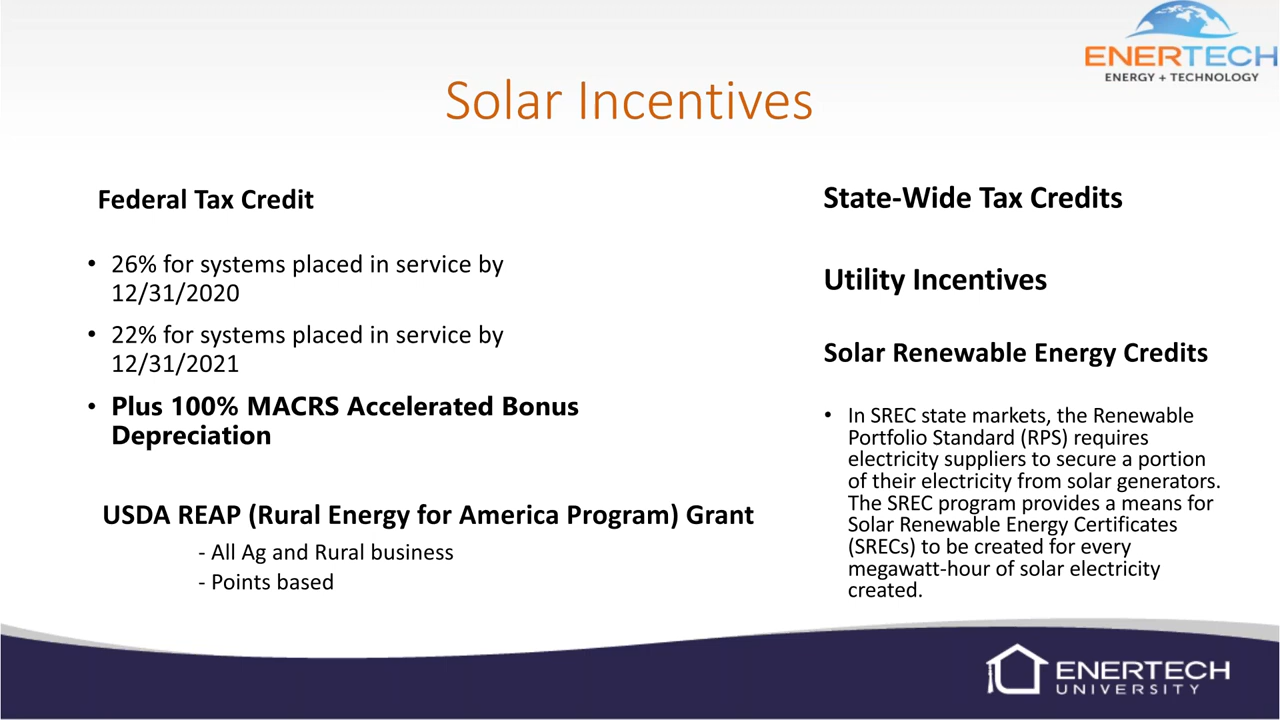 ENERTECH
ENERGY + TECHNOLOGY
Solar Incentives
Federal Tax Credit
• 26% for systems placed in service by
12/31/2020
• 22% for systems placed in service by
12/31/2021
• Plus 100% MACRS Accelerated Bonus
Depreciation
USDA REAP (Rural Energy for America Program) Grant
- All Ag and Rural business
- Points based
State-Wide Tax Credits
Utility Incentives
Solar Renewable Energy Credits
• In SREC state markets, the Renewable
Portfolio Standard (RPS) requires
electricity suppliers to secure a portion
of their electricity from solar generators.
The SREC program provides a means for
Solar Renewable Energy Certificates
(SRECs) to be created for every
megawatt-hour of solar electricity
created.
ENERTECH
UNIVERSITY